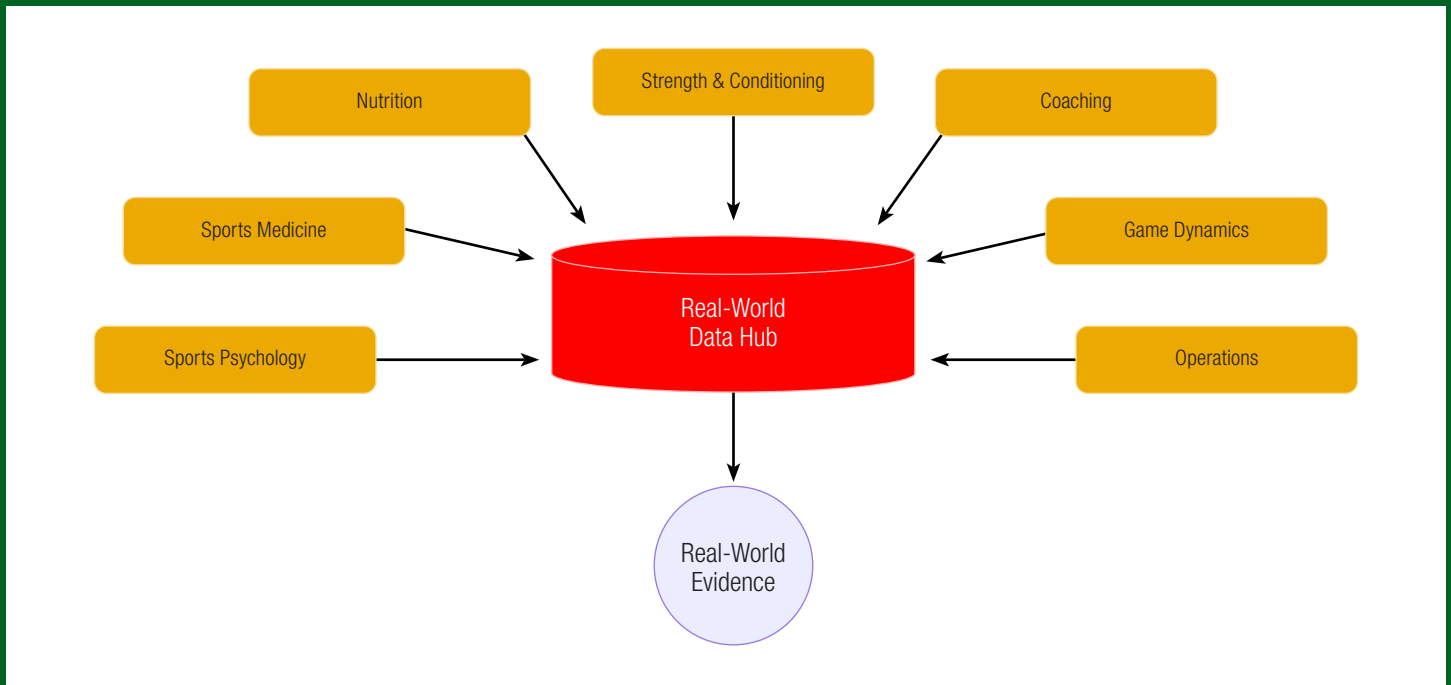 Strength & Conditioning
Nutrition
Coaching
Sports Medicine
Game Dynamics
Real-World
Data Hub
Sports Psychology
Operations
Real-World
Evidence